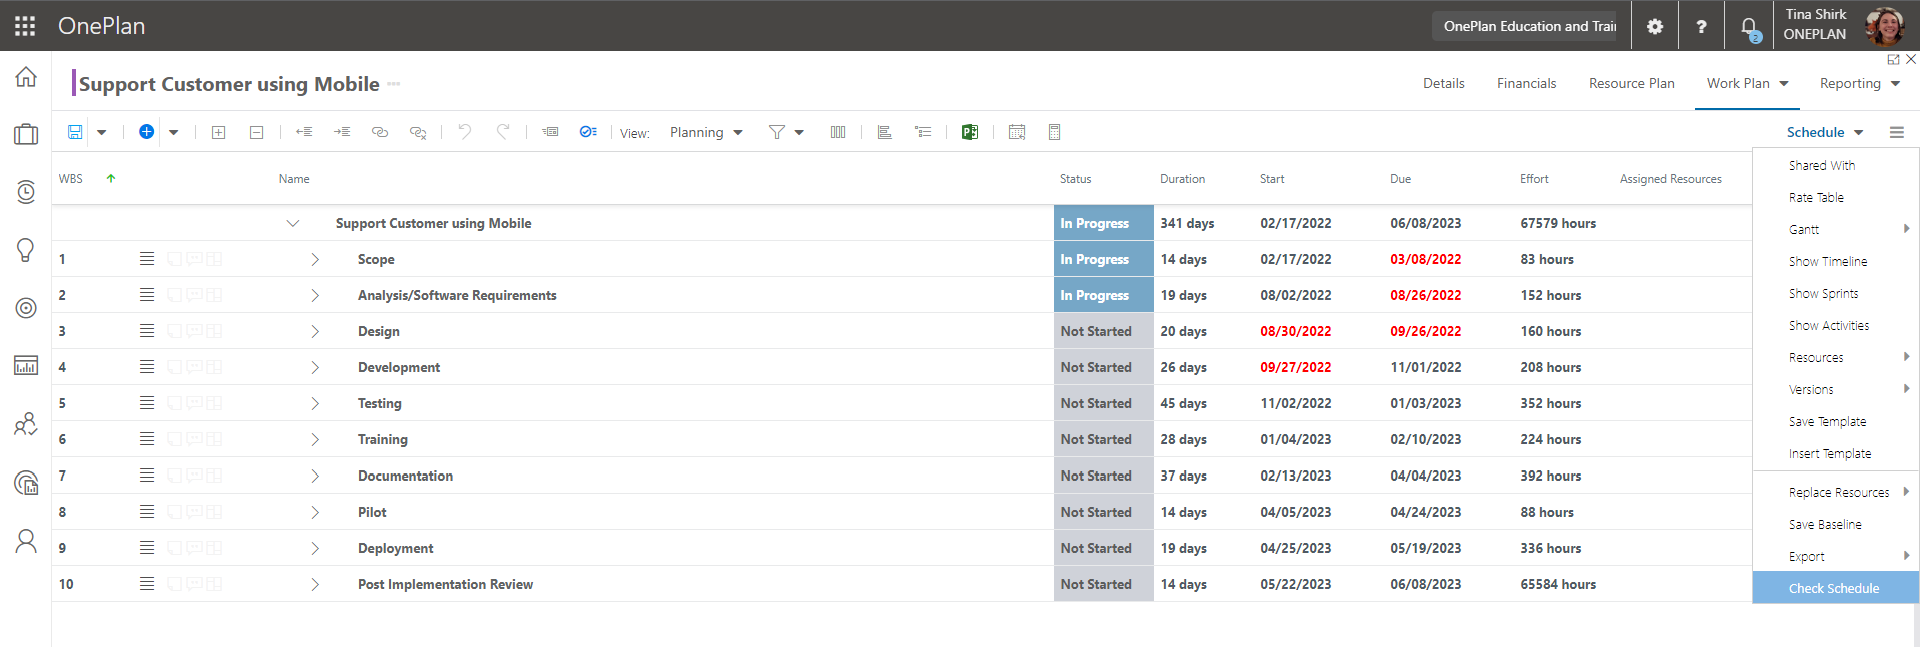 OnePlan
OnePlan Education and Trai
?
2
Tina Shirk
ONEPLAN
Support Customer using Mobile
Details Financials Resource Plan Work Plan Reporting
View: Planning
Schedule
WBS Name Status Duration Start Due Effort Assigned Resources
Support Customer using Mobile In Progress 341 days 02/17/2022 06/08/2023 67579 hours
1 Scope In Progress 14 days 02/17/2022 03/08/2022 83 hours
2 Analysis/Software Requirements In Progress 19 days 08/02/2022 08/26/2022 152 hours
3 Design Not Started 20 days 08/30/2022 09/26/2022 160 hours
4 Development Not Started 26 days 09/27/2022 11/01/2022 208 hours
5 Testing Not Started 45 days 11/02/2022 01/03/2023 352 hours
6 Training Not Started 28 days 01/04/2023 02/10/2023 224 hours
7 Documentation Not Started 37 days 02/13/2023 04/04/2023 392 hours
8 Pilot Not Started 14 days 04/05/2023 04/24/2023 88 hours
9 Deployment Not Started 19 days 04/25/2023 05/19/2023 336 hours
10 Post Implementation Review Not Started 14 days 05/22/2023 06/08/2023 65584 hours
Shared With
Rate Table
Gantt
Show Timeline
Show Sprints
Show Activities
Resources
Versions
Save Template
Insert Template
Replace Resources
Save Baseline
Export
Check Schedule